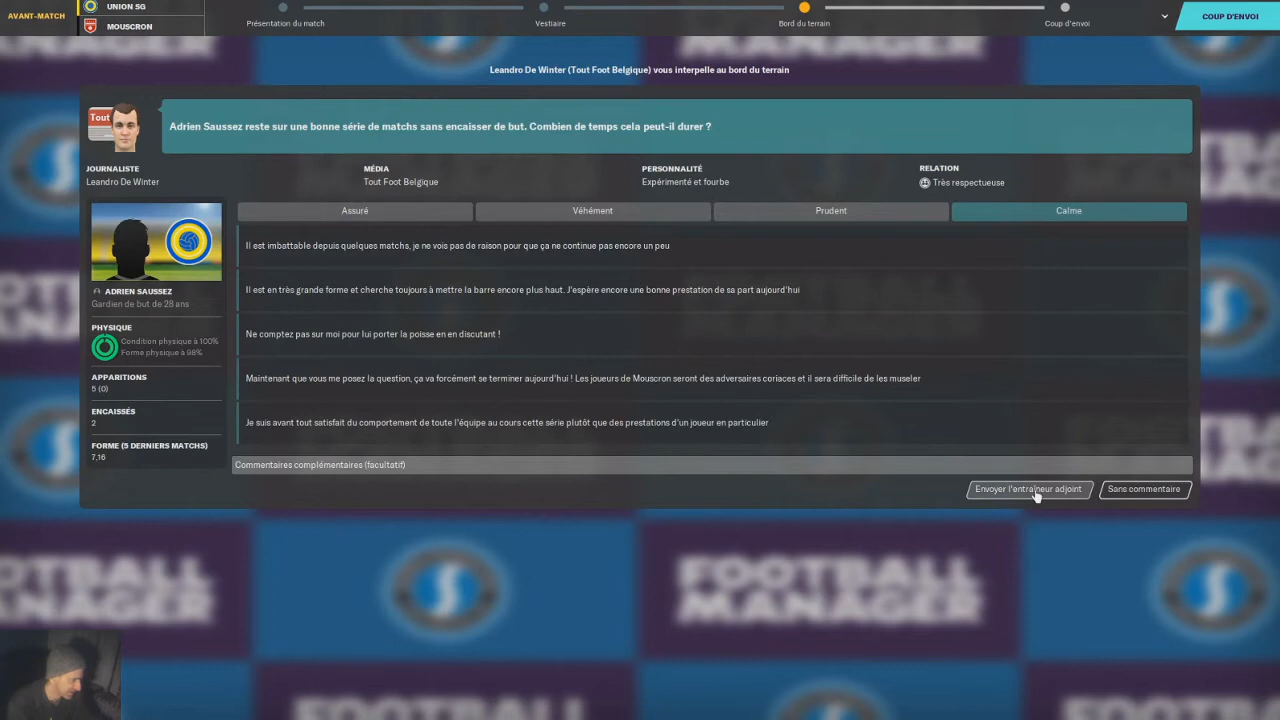 AVANT-MATCH
UNION SG
MOUSCRON
Présentation du match
Vestiaire
Bord du terrain
Coup d'envoi
COUP D'ENVOI
Leandro De Winter (Tout Foot Belgique) vous interpelle au bord du terrain
Tout
Adrien Saussez reste sur une bonne série de matchs sans encaisser de but. Combien de temps cela peut-il durer ?
JOURNALISTE
Leandro De Winter
MÉDIA
Tout Foot Belgique
PERSONNALITÉ
Expérimenté et fourbe
RELATION
Très respectueuse
Assuré
Véhément
Prudent
Calme
ADRIEN SAUSSEZ
Gardien de but de 28 ans
PHYSIQUE
Condition physique à 100%
Forme physique à 98%
APPARITIONS
5 (0)
ENCAISSÉS
2
FORME (5 DERNIERS MATCHS)
7,16
Il est imbattable depuis quelques matchs, je ne vois pas de raison pour que ça ne continue pas encore un peu
Il est en très grande forme et cherche toujours à mettre la barre encore plus haut. J'espère encore une bonne prestation de sa part aujourd'hui
Ne comptez pas sur moi pour lui porter la poisse en en discutant !
Maintenant que vous me posez la question, ça va forcément se terminer aujourd'hui ! Les joueurs de Mouscron seront des adversaires coriaces et il sera difficile de les museler
Je suis avant tout satisfait du comportement de toute l'équipe au cours cette série plutôt que des prestations d'un joueur en particulier
Commentaires complémentaires (facultatif)
Envoyer l'entraîneur adjoint
Sans commentaire
FOOTBALL
MANAGER